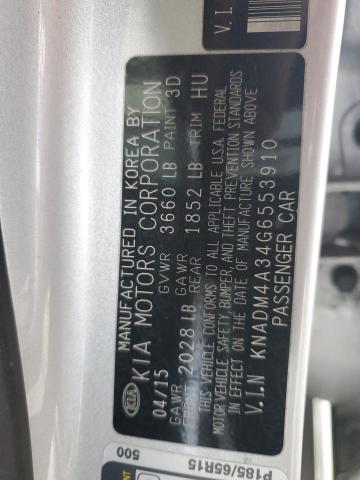 MANUFACTURED IN KOREA BY
KIA MOTORS CORPORATION
KIA
04/15 GVWR 3660 LB PAINT 3D
GAWR FRONT 2028 LB GAWR REAR 1852 LB TRIM HU
THIS VEHICLE CONFORMS TO ALL APPLICABLE U.S.A. FEDERAL
MOTOR VEHICLE SAFETY, BUMPER, AND THEFT PREVENTION STANDARDS
IN EFFECT ON THE DATE OF MANUFACTURE SHOWN ABOVE
V.I.N KNADM4A34G6553910
PASSENGER CAR
V.I.
500
P185/65R15